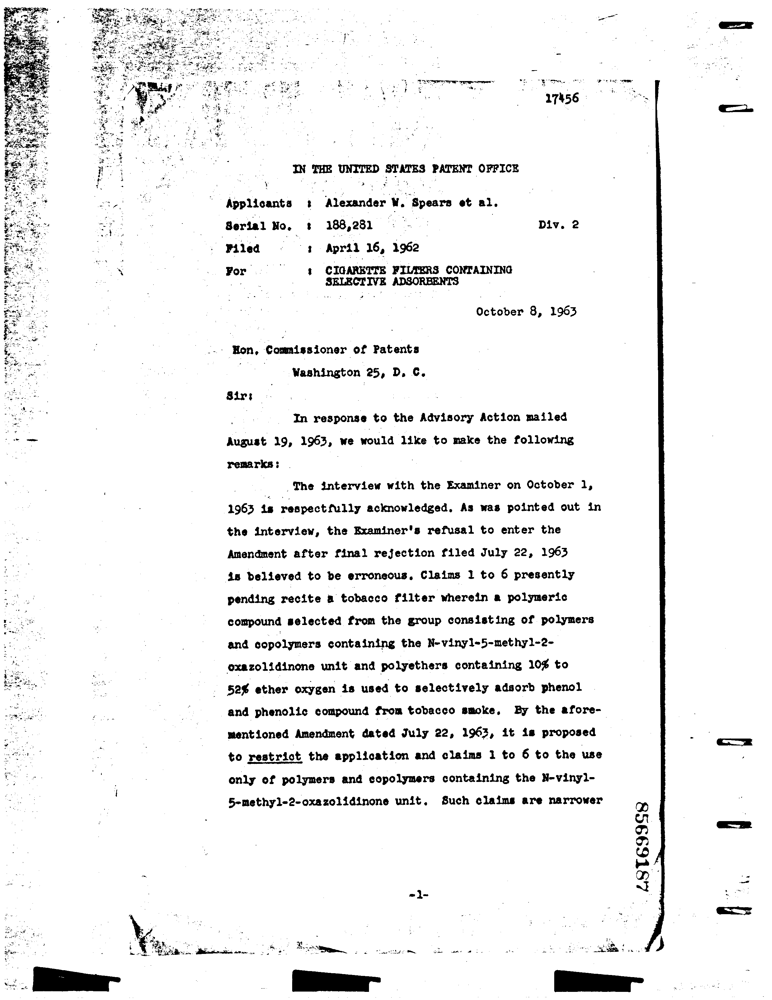 17456
IN THE UNITED STATES PATENT OFFICE
Applicants : Alexander W. Spears et al.
Serial No. : 188,281 Div. 2
Filed : April 16, 1962
For : CIGARETTE FILTERS CONTAINING
SELECTIVE ADSORBENTS
October 8, 1963
Hon. Commissioner of Patents
Washington 25, D. C.
Sir:
In response to the Advisory Action mailed
August 19, 1963, we would like to make the following
remarks:
The interview with the Examiner on October 1,
1963 is respectfully acknowledged. As was pointed out in
the interview, the Examiner's refusal to enter the
Amendment after final rejection filed July 22, 1963
is believed to be erroneous. Claims 1 to 6 presently
pending recite a tobacco filter wherein a polymeric
compound selected from the group consisting of polymers
and copolymers containing the N-vinyl-5-methyl-2-
oxazolidinone unit and polyethers containing 10% to
52% ether oxygen is used to selectively adsorb phenol
and phenolic compound from tobacco smoke. By the afore-
mentioned Amendment dated July 22, 1963, it is proposed
to restrict the application and claims 1 to 6 to the use
only of polymers and copolymers containing the N-vinyl-
5-methyl-2-oxazolidinone unit. Such claims are narrower
85669187
-1-